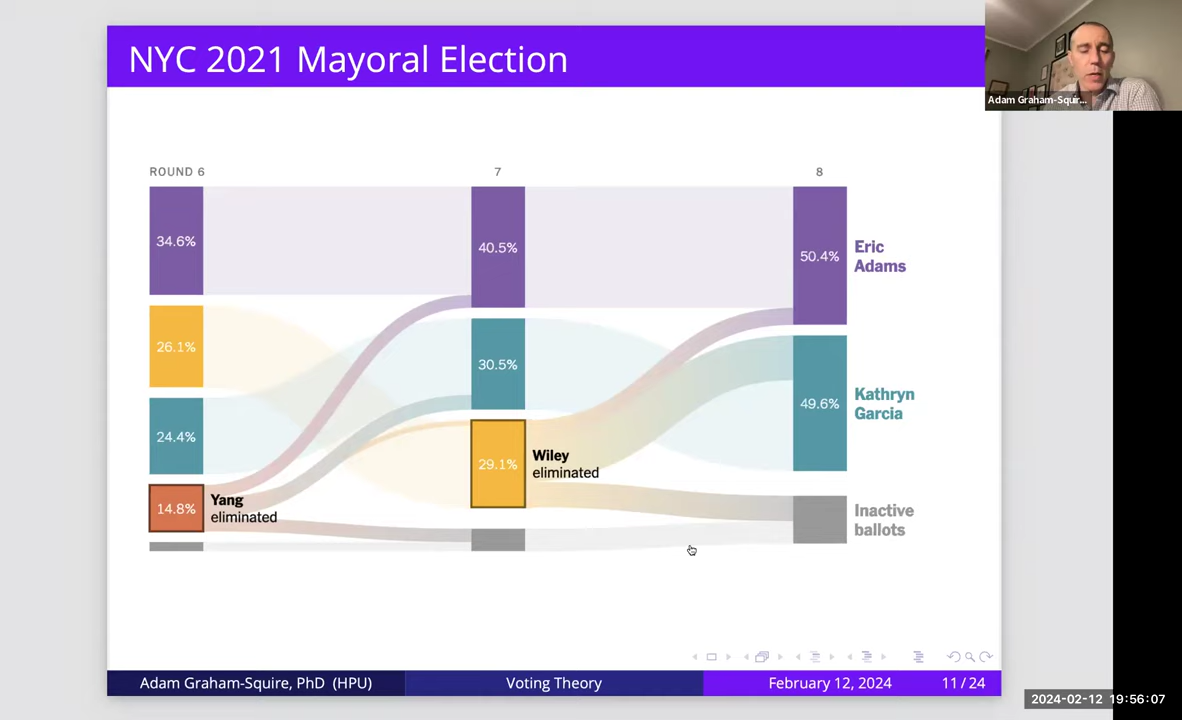 NYC 2021 Mayoral Election
Adam Graham-Squir...
ROUND 6
7
8
34.6%
40.5%
50.4%
Eric
Adams
26.1%
30.5%
49.6%
Kathryn
Garcia
24.4%
29.1%
Wiley
eliminated
14.8%
Yang
eliminated
Inactive
ballots
Adam Graham-Squire, PhD (HPU)
Voting Theory
February 12, 2024
11 / 24
2024-02-12 19:56:07